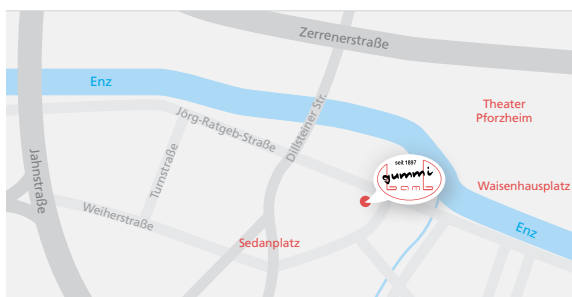 Zerrenerstraße
Enz
Theater
Pforzheim
Jörg-Ratgeb-Straße
Dillsteiner Str.
Jahnstraße
Turnstraße
seit 1897
gummi
Waisenhausplatz
Weiherstraße
Sedanplatz
Enz